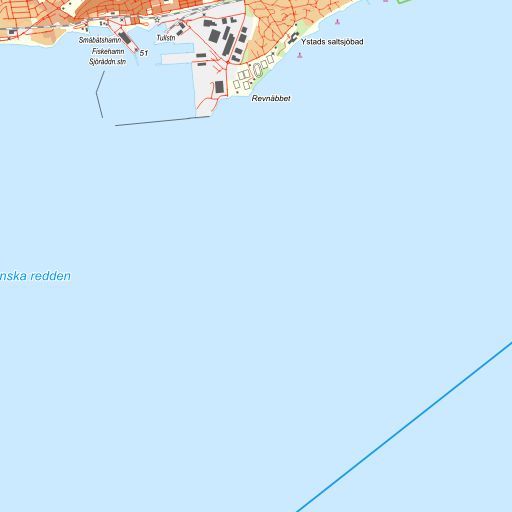 Småbåtshamn
Fiskehamn
Sjöräddn.stn
51
Tullstn
Ystads saltsjöbad
Revnäbbet
nska redden